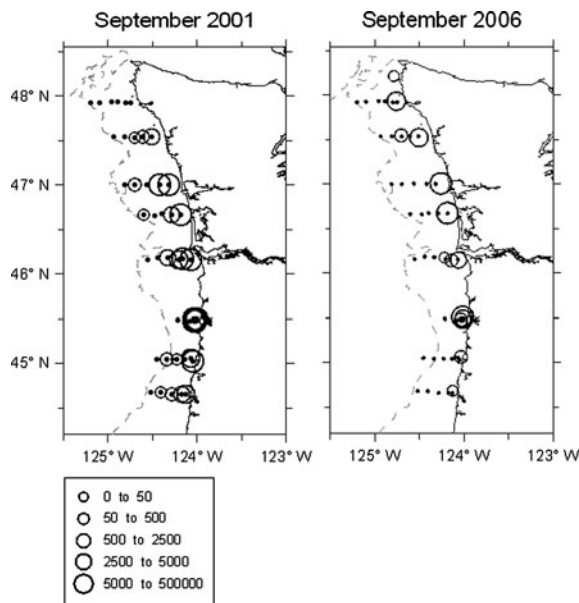 September 2001
September 2006
48° N
47° N
46° N
45° N
125° W
124° W
123° W
125° W
124° W
123° W
0 to 50
50 to 500
500 to 2500
2500 to 5000
5000 to 500000